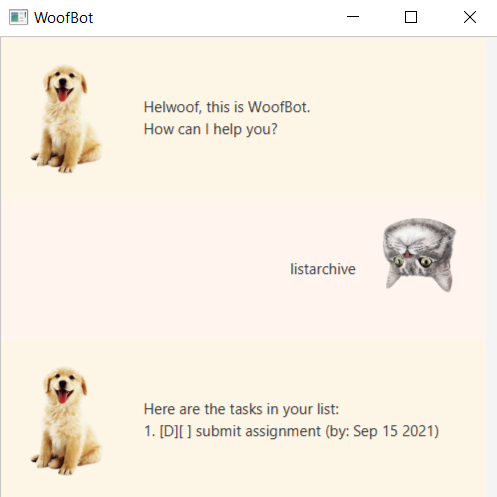 WoofBot
Helwoof, this is WoofBot.
How can I help you?
listarchive
Here are the tasks in your list:
1. [D][ ] submit assignment (by: Sep 15 2021)